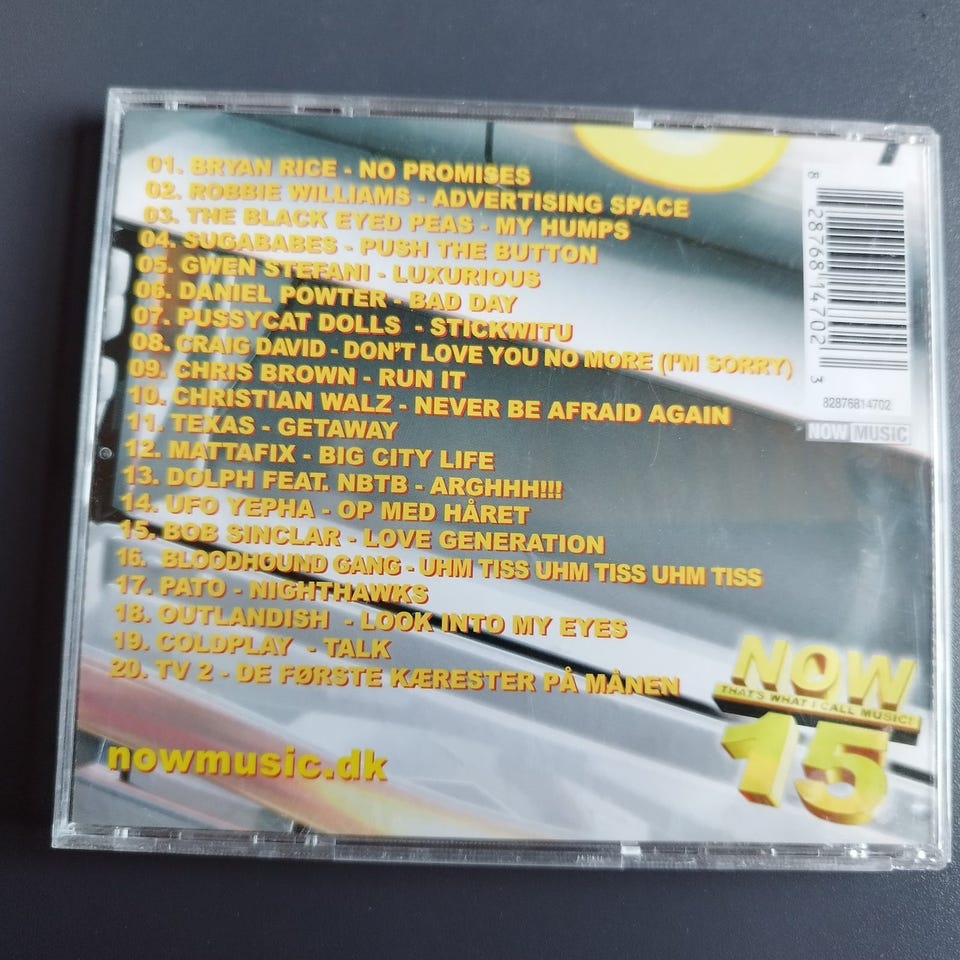 01. BRYAN RICE - NO PROMISES
02. ROBBIE WILLIAMS - ADVERTISING SPACE
03. THE BLACK EYED PEAS - MY HUMPS
04. SUGABABES - PUSH THE BUTTON
05. GWEN STEFANI - LUXURIOUS
06. DANIEL POWTER - BAD DAY
07. PUSSYCAT DOLLS - STICKWITU
08. CRAIG DAVID - DON'T LOVE YOU NO MORE (I'M SORRY)
09. CHRIS BROWN - RUN IT
10. CHRISTIAN WALZ - NEVER BE AFRAID AGAIN
11. TEXAS - GETAWAY
12. MATTAFIX - BIG CITY LIFE
13. DOLPH FEAT. NBTB - ARGHHH!!!
14. UFO YEPHA - OP MED HÅRET
15. BOB SINCLAR - LOVE GENERATION
16. BLOODHOUND GANG - UHM TISS UHM TISS UHM TISS
17. PATO - NIGHTHAWKS
18. OUTLANDISH - LOOK INTO MY EYES
19. COLDPLAY - TALK
20. TV 2 - DE FØRSTE KÆRESTER PÅ MÅNEN
nowmusic.dk
8 28768 14702 3
82876814702
NOW MUSIC
NOW
THAT'S WHAT I CALL MUSIC!
15